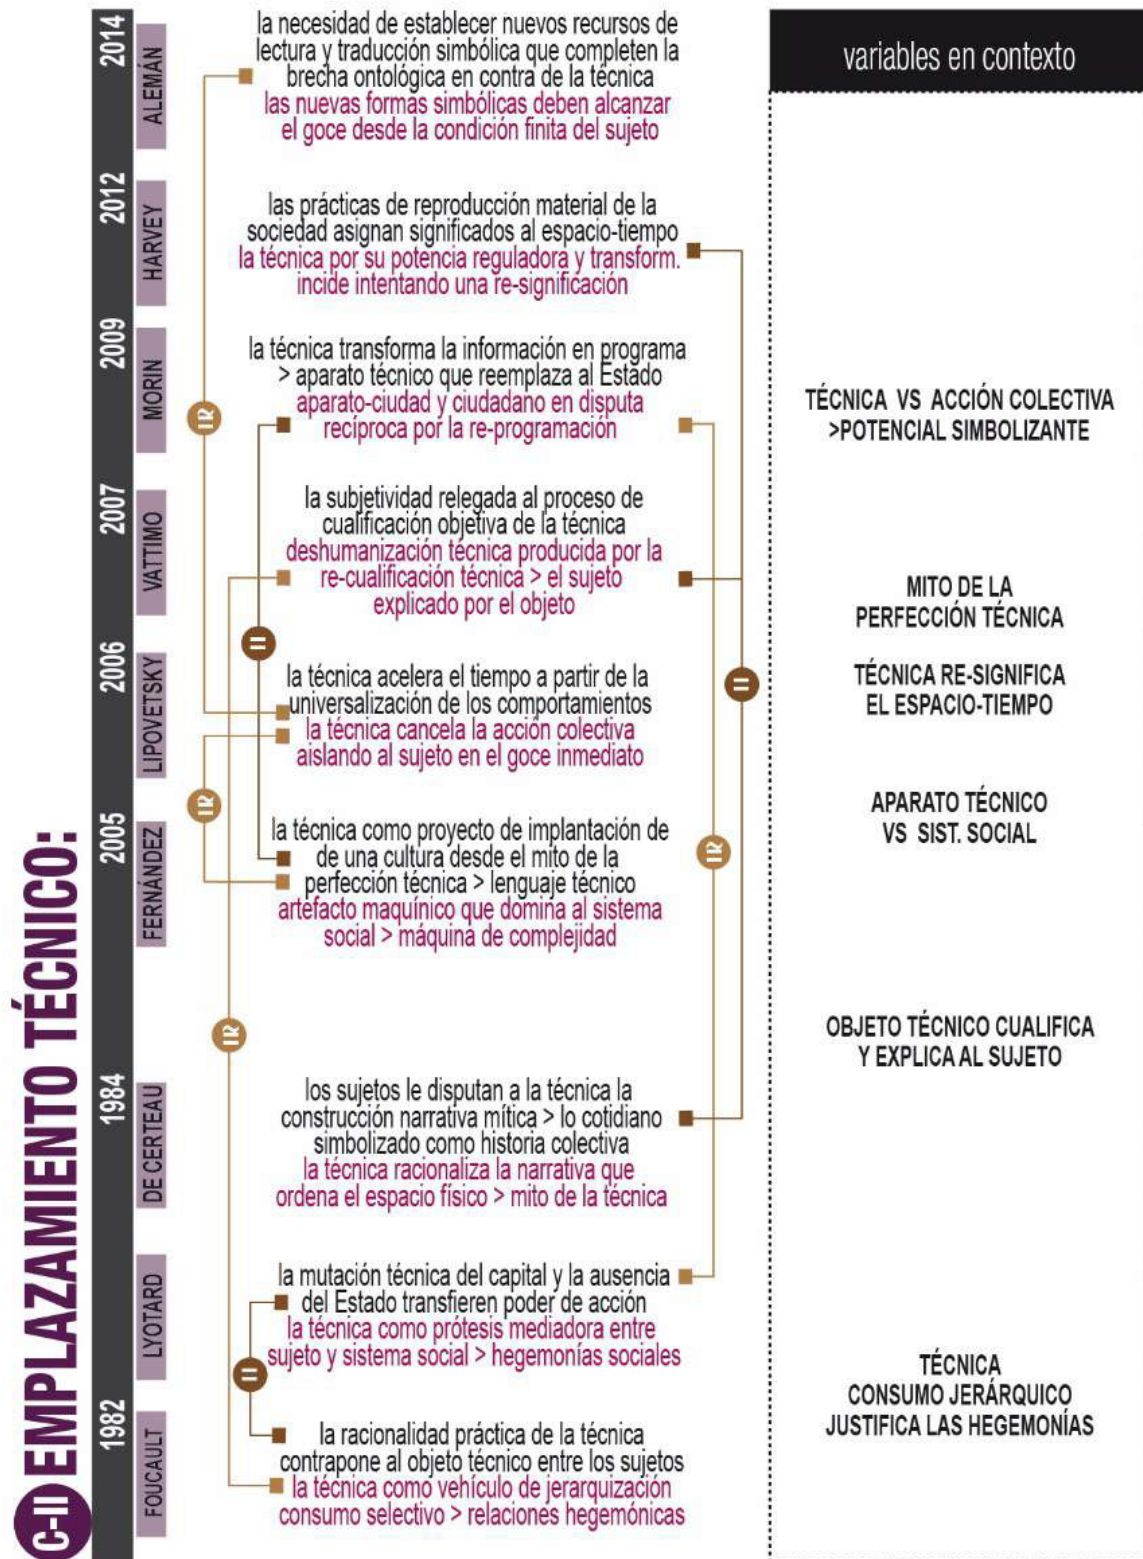 C-II EMPLAZAMIENTO TÉCNICO:
2014
ALEMÁN
la necesidad de establecer nuevos recursos de
lectura y traducción simbólica que completen la
brecha ontológica en contra de la técnica
las nuevas formas simbólicas deben alcanzar
el goce desde la condición finita del sujeto
2012
HARVEY
las prácticas de reproducción material de la
sociedad asignan significados al espacio-tiempo
la técnica por su potencia reguladora y transform.
incide intentando una re-significación
2009
MORIN
la técnica transforma la información en programa
> aparato técnico que reemplaza al Estado
aparato-ciudad y ciudadano en disputa
recíproca por la re-programación
IR
2007
VATTIMO
la subjetividad relegada al proceso de
cualificación objetiva de la técnica
deshumanización técnica producida por la
re-cualificación técnica > el sujeto
explicado por el objeto
II
II
2006
LIPOVETSKY
la técnica acelera el tiempo a partir de la
universalización de los comportamientos
la técnica cancela la acción colectiva
aislando al sujeto en el goce inmediato
IR
IR
2005
FERNÁNDEZ
la técnica como proyecto de implantación de
de una cultura desde el mito de la
perfección técnica > lenguaje técnico
artefacto maquínico que domina al sistema
social > máquina de complejidad
IR
1984
DE CERTEAU
los sujetos le disputan a la técnica la
construcción narrativa mítica > lo cotidiano
simbolizado como historia colectiva
la técnica racionaliza la narrativa que
ordena el espacio físico > mito de la técnica
LYOTARD
la mutación técnica del capital y la ausencia
del Estado transfieren poder de acción
la técnica como prótesis mediadora entre
sujeto y sistema social > hegemonías sociales
II
1982
FOUCAULT
la racionalidad práctica de la técnica
contrapone al objeto técnico entre los sujetos
la técnica como vehículo de jerarquización
consumo selectivo > relaciones hegemónicas
variables en contexto
TÉCNICA VS ACCIÓN COLECTIVA
>POTENCIAL SIMBOLIZANTE
MITO DE LA
PERFECCIÓN TÉCNICA
TÉCNICA RE-SIGNIFICA
EL ESPACIO-TIEMPO
APARATO TÉCNICO
VS SIST. SOCIAL
OBJETO TÉCNICO CUALIFICA
Y EXPLICA AL SUJETO
TÉCNICA
CONSUMO JERÁRQUICO
JUSTIFICA LAS HEGEMONÍAS